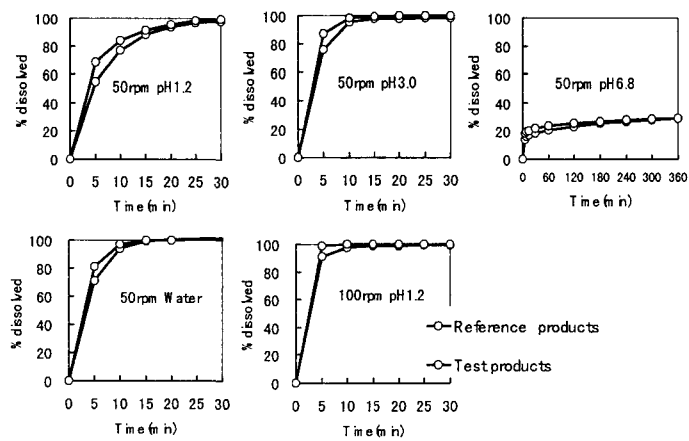 100
80
60
40
20
0
% dissolved
50rpm pH1.2
0 5 10 15 20 25 30
Time(min)
100
80
60
40
20
0
% dissolved
50rpm pH3.0
0 5 10 15 20 25 30
Time(min)
100
80
60
40
20
0
% dissolved
50rpm pH6.8
0 60 120 180 240 300 360
Time(min)
100
80
60
40
20
0
% dissolved
50rpm Water
0 5 10 15 20 25 30
Time(min)
100
80
60
40
20
0
% dissolved
100rpm pH1.2
0 5 10 15 20 25 30
Time(min)
Reference products
Test products